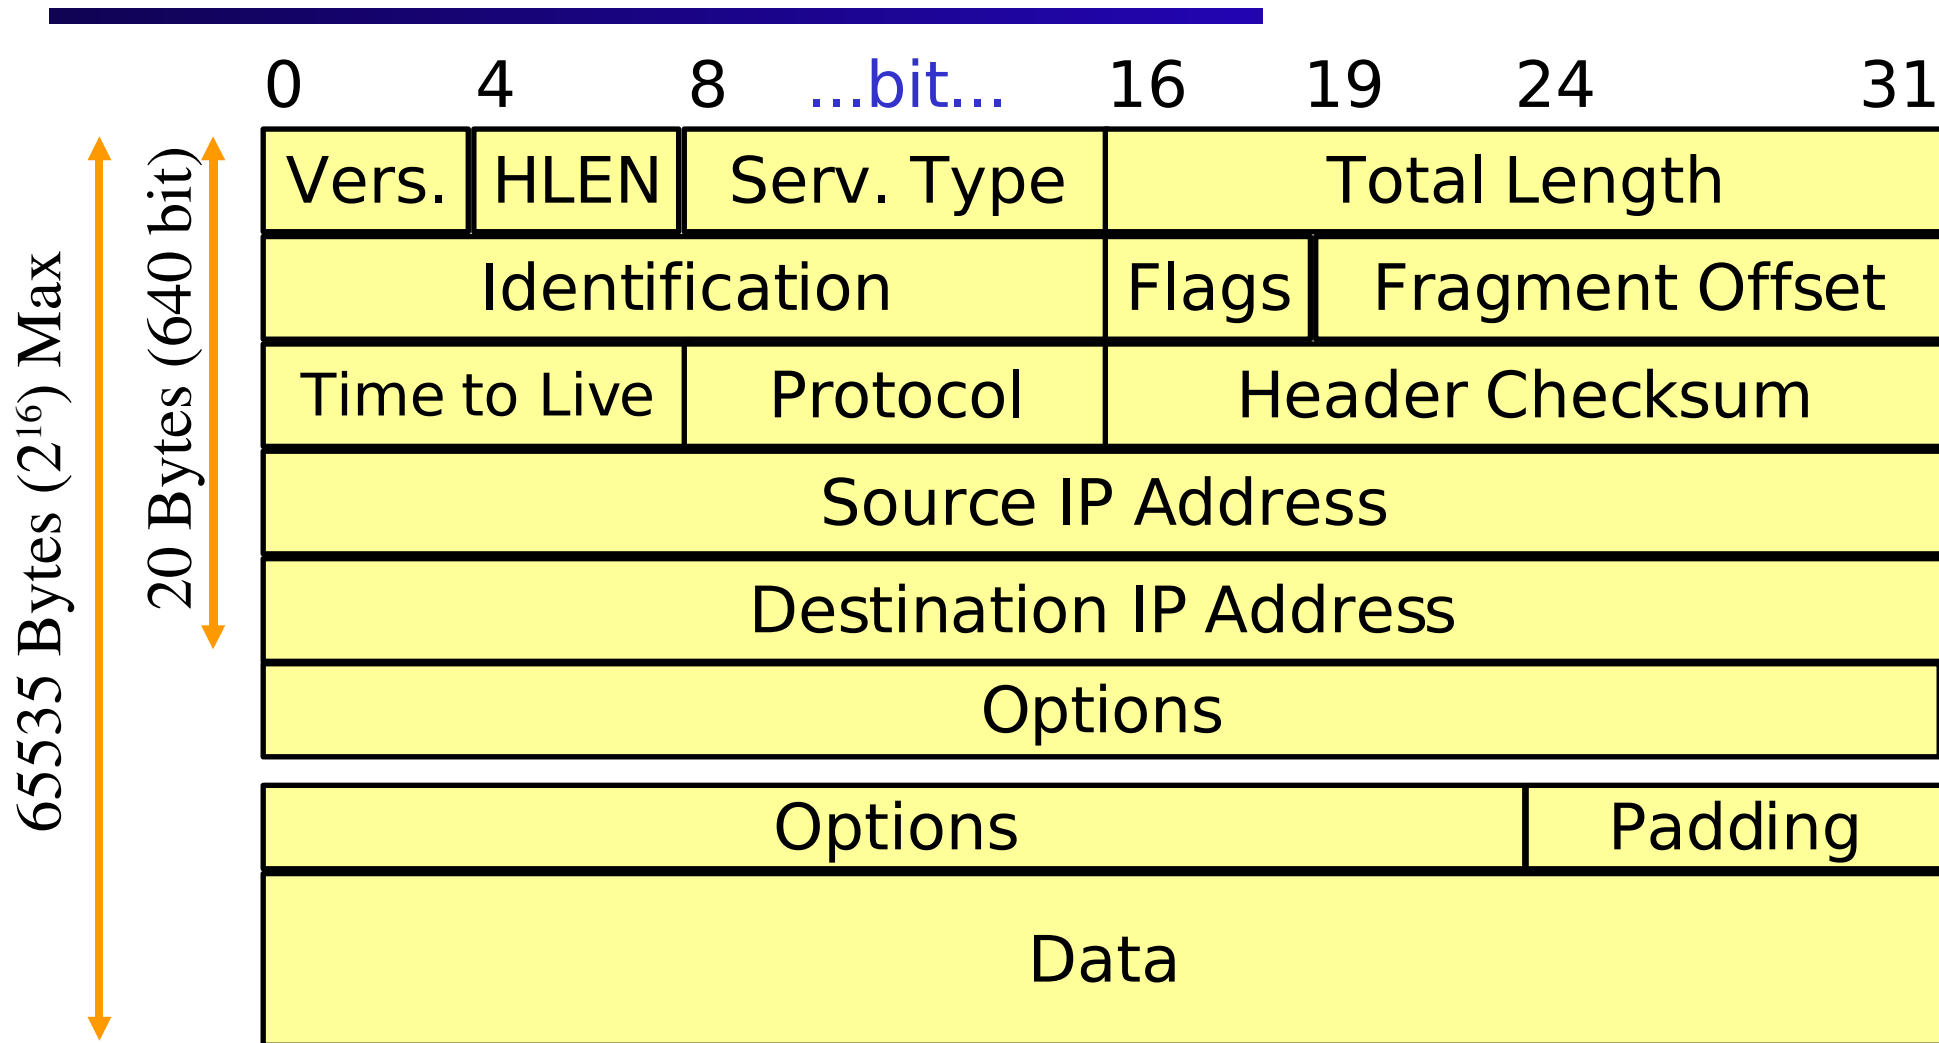 0 4 8 ...bit... 16 19 24 31
65535 Bytes (2¹⁶) Max
20 Bytes (640 bit)
Vers. HLEN Serv. Type Total Length
Identification Flags Fragment Offset
Time to Live Protocol Header Checksum
Source IP Address
Destination IP Address
Options
Options Padding
Data